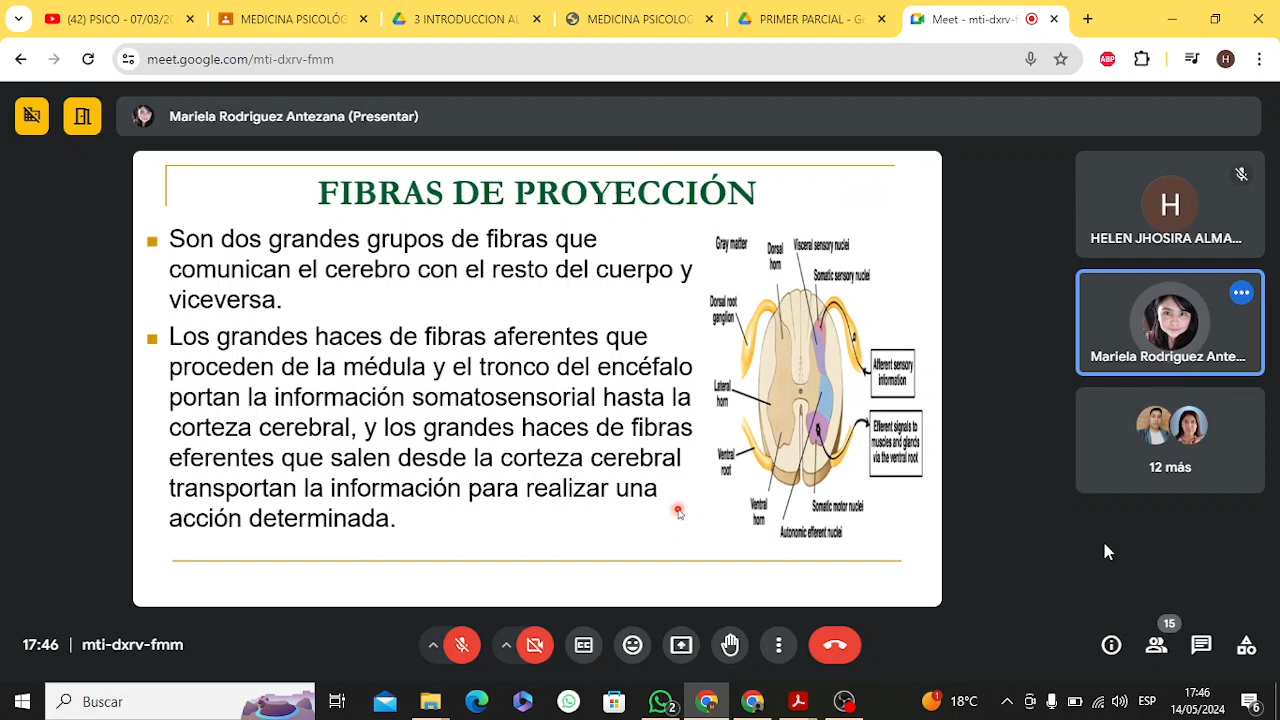 (42) PSICO - 07/03/20
MEDICINA PSICOLÓG
3 INTRODUCCION AL
MEDICINA PSICOLOG
PRIMER PARCIAL - Go
Meet - mti-dxrv-f
meet.google.com/mti-dxrv-fmm
ABP
H
Mariela Rodriguez Antezana (Presentar)
FIBRAS DE PROYECCIÓN
Son dos grandes grupos de fibras que
comunican el cerebro con el resto del cuerpo y
viceversa.
Los grandes haces de fibras aferentes que
proceden de la médula y el tronco del encéfalo
portan la información somatosensorial hasta la
corteza cerebral, y los grandes haces de fibras
eferentes que salen desde la corteza cerebral
transportan la información para realizar una
acción determinada.
Gray matter
Dorsal
horn
Visceral sensory nuclei
Somatic sensory nuclei
Dorsal root
ganglion
Afferent sensory
information
Lateral
horn
Efferent signals to
muscles and glands
via the ventral root
Ventral
root
Ventral
horn
Somatic motor nuclei
Autonomic efferent nuclei
H
HELEN JHOSIRA ALMA...
Mariela Rodriguez Ante...
12 más
17:46 | mti-dxrv-fmm
15
Buscar
2
1
18°C
ESP
17:46
14/05/2024
6